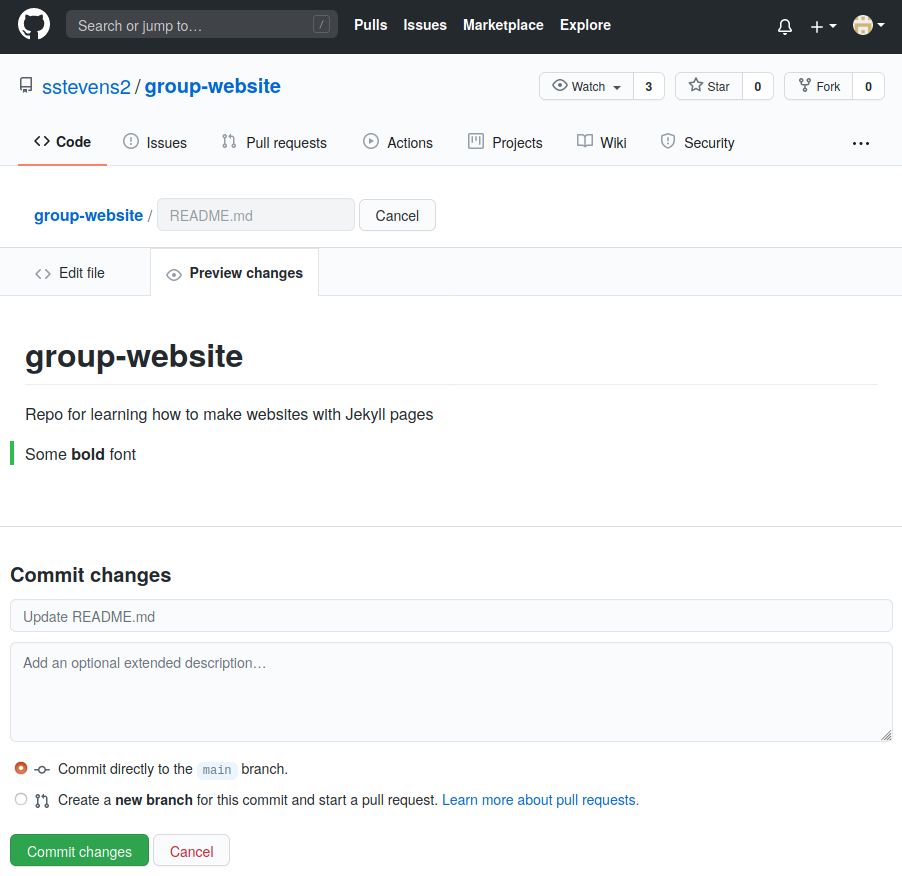 Search or jump to… /
Pulls Issues Marketplace Explore
sstevens2 / group-website
Watch 3 Star 0 Fork 0
Code Issues Pull requests Actions Projects Wiki Security ...
group-website / README.md Cancel
Edit file Preview changes
group-website
Repo for learning how to make websites with Jekyll pages
Some bold font
Commit changes
Update README.md
Add an optional extended description…
Commit directly to the main branch.
Create a new branch for this commit and start a pull request. Learn more about pull requests.
Commit changes Cancel